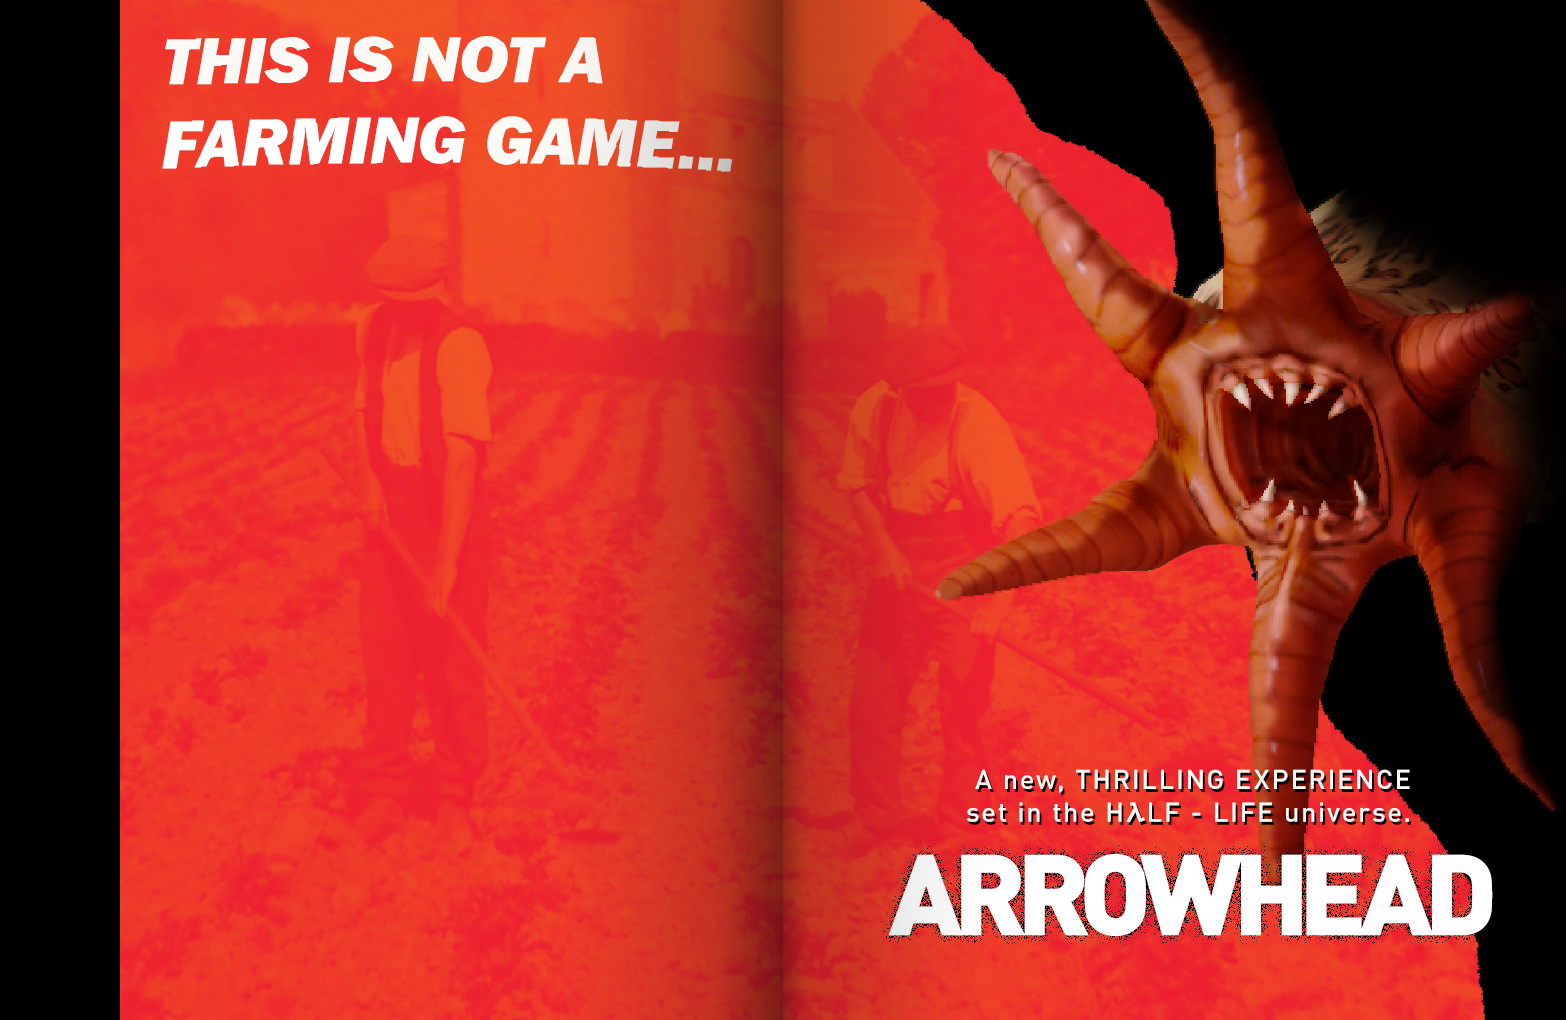 THIS IS NOT A
FARMING GAME...
A new, THRILLING EXPERIENCE
set in the HλLF - LIFE universe.
ARROWHEAD